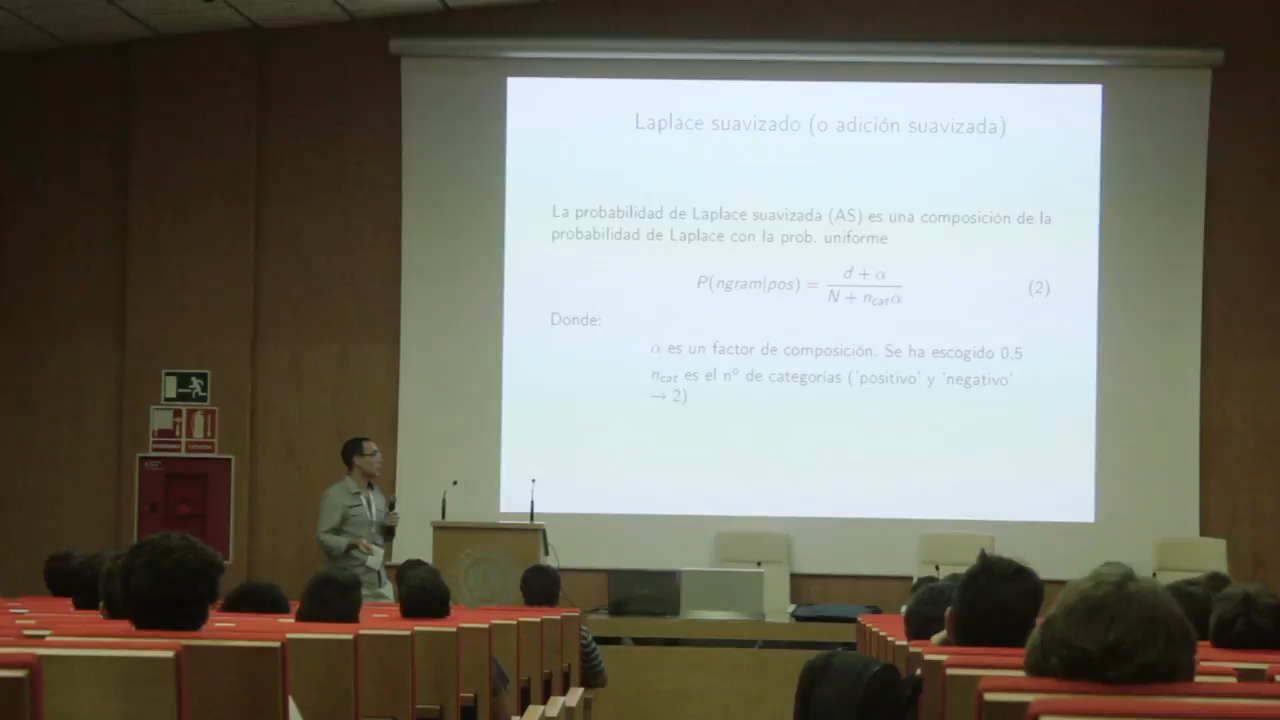 Laplace suavizado (o adición suavizada)
La probabilidad de Laplace suavizada (AS) es una composición de la
probabilidad de Laplace con la prob. uniforme
P(ngram|pos) = (d + α) / (N + n_cat α) (2)
Donde:
α es un factor de composición. Se ha escogido 0.5
n_cat es el nº de categorías ('positivo' y 'negativo'
→ 2)